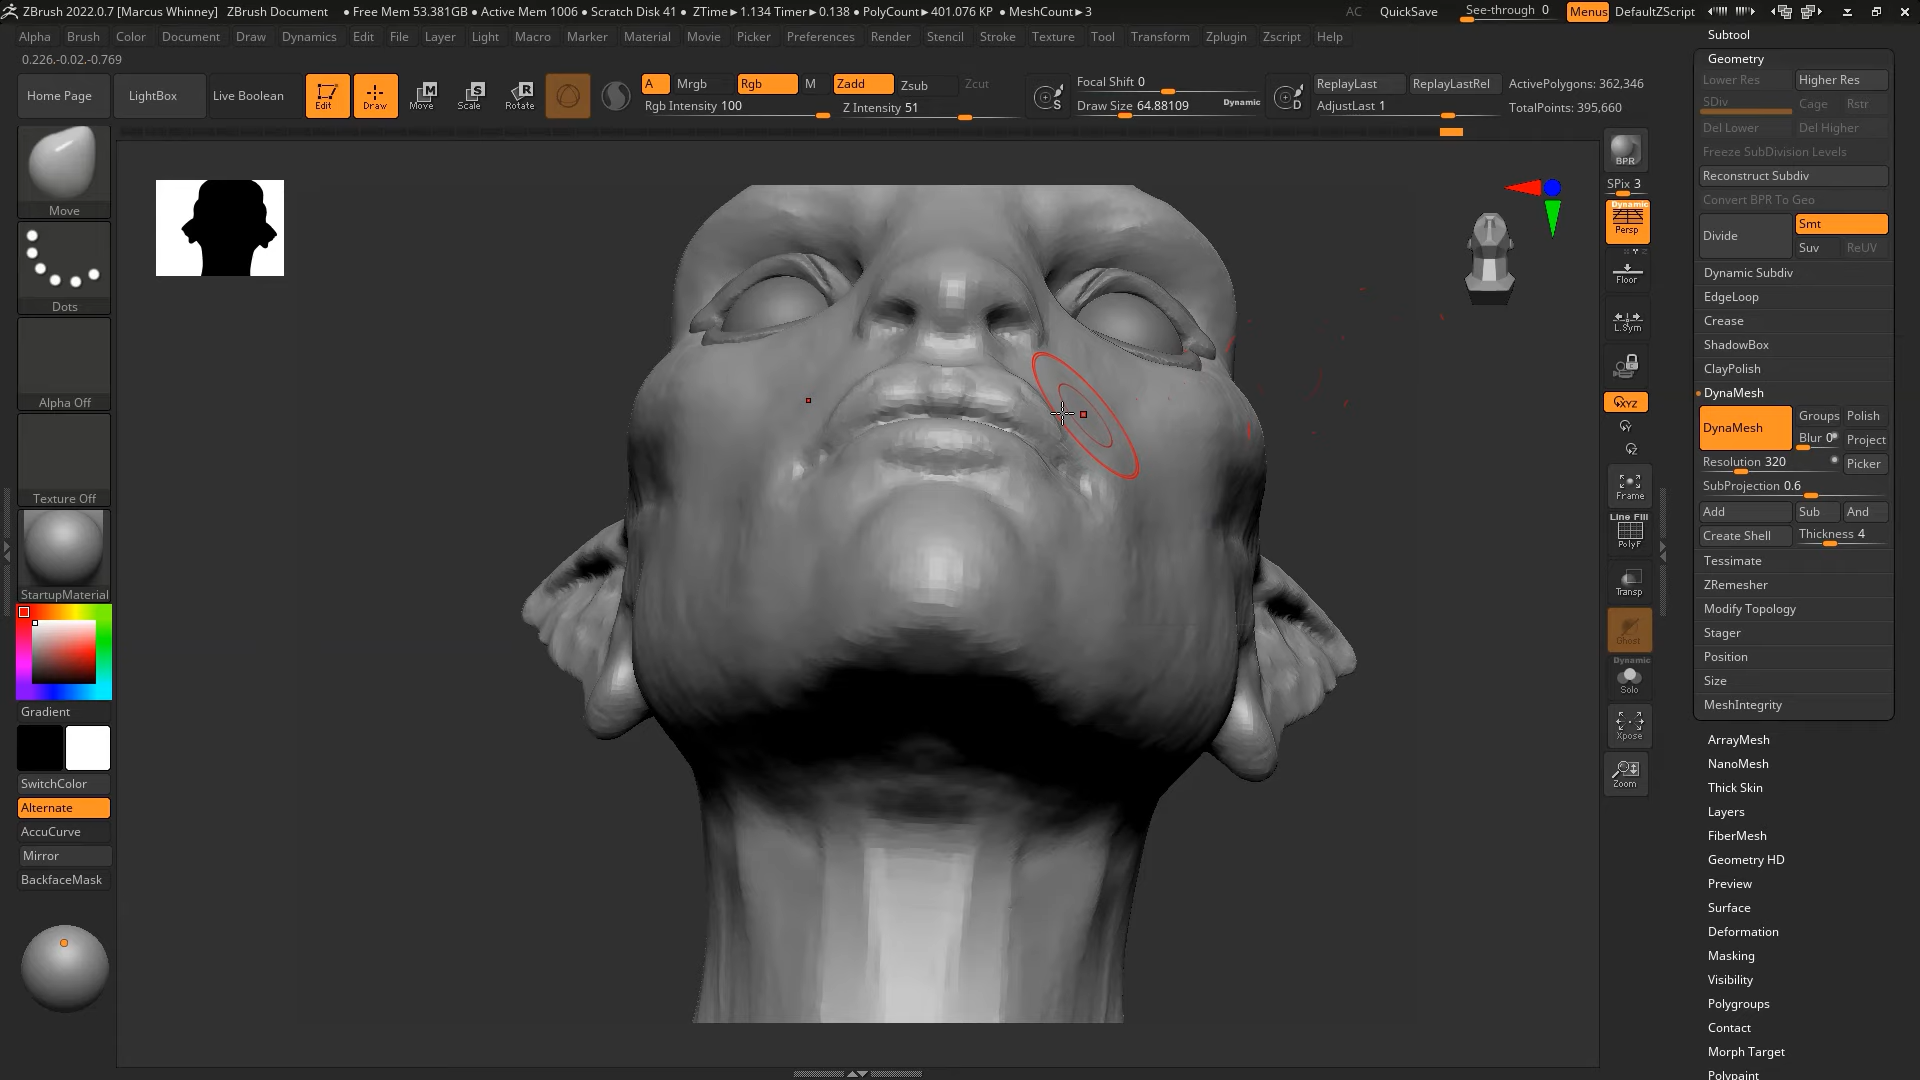 ZBrush 2022.0.7 [Marcus Whinney] ZBrush Document ● Free Mem 53.381GB ● Active Mem 1006 ● Scratch Disk 41 ● ZTime►1.134 Timer►0.138 ● PolyCount►401.076 KP ● MeshCount►3 AC QuickSave See-through 0 Menus DefaultZScript
Alpha Brush Color Document Draw Dynamics Edit File Layer Light Macro Marker Material Movie Picker Preferences Render Stencil Stroke Texture Tool Transform Zplugin Zscript Help
0.226,-0.02,-0.769
Home Page LightBox Live Boolean Edit Draw Move Scale Rotate
M S R
A Mrgb Rgb M Zadd Zsub Zcut
Rgb Intensity 100 Z Intensity 51
S Focal Shift 0
Draw Size 64.88109 Dynamic
D ReplayLast ReplayLastRel
AdjustLast 1
ActivePolygons: 362,346
TotalPoints: 395,660
Move
Dots
Alpha Off
Texture Off
StartupMaterial
Gradient
SwitchColor
Alternate
AccuCurve
Mirror
BackfaceMask
BPR
SPix 3
Dynamic
Persp
Floor
L.Sym
XYZ
Y
Z
Frame
Line Fill
PolyF
Transp
Ghost
Dynamic
Solo
Xpose
Zoom
Subtool
Geometry
Lower Res Higher Res
SDiv Cage Rstr
Del Lower Del Higher
Freeze SubDivision Levels
Reconstruct Subdiv
Convert BPR To Geo
Divide Smt
Suv ReUV
Dynamic Subdiv
EdgeLoop
Crease
ShadowBox
ClayPolish
DynaMesh
DynaMesh Groups Polish
Blur 0 Project
Resolution 320 Picker
SubProjection 0.6
Add Sub And
Create Shell Thickness 4
Tessimate
ZRemesher
Modify Topology
Stager
Position
Size
MeshIntegrity
ArrayMesh
NanoMesh
Thick Skin
Layers
FiberMesh
Geometry HD
Preview
Surface
Deformation
Masking
Visibility
Polygroups
Contact
Morph Target
Polypaint